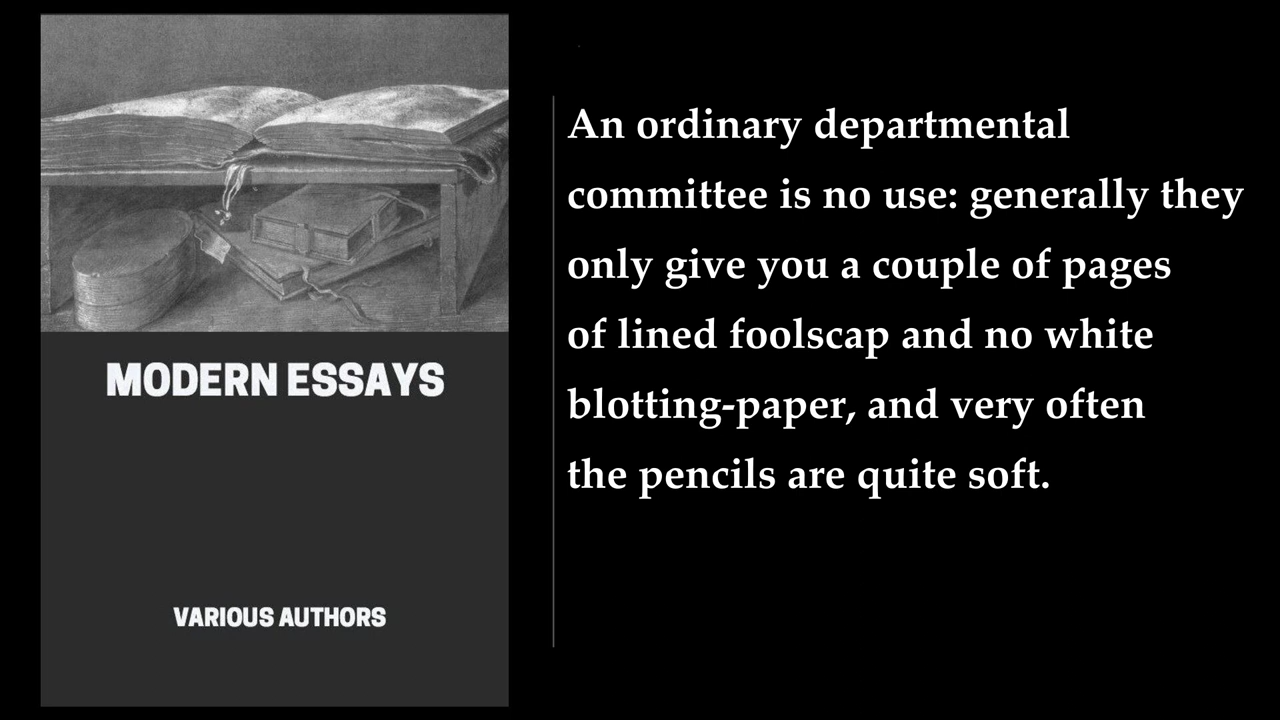 MODERN ESSAYS
VARIOUS AUTHORS
An ordinary departmental
committee is no use: generally they
only give you a couple of pages
of lined foolscap and no white
blotting-paper, and very often
the pencils are quite soft.